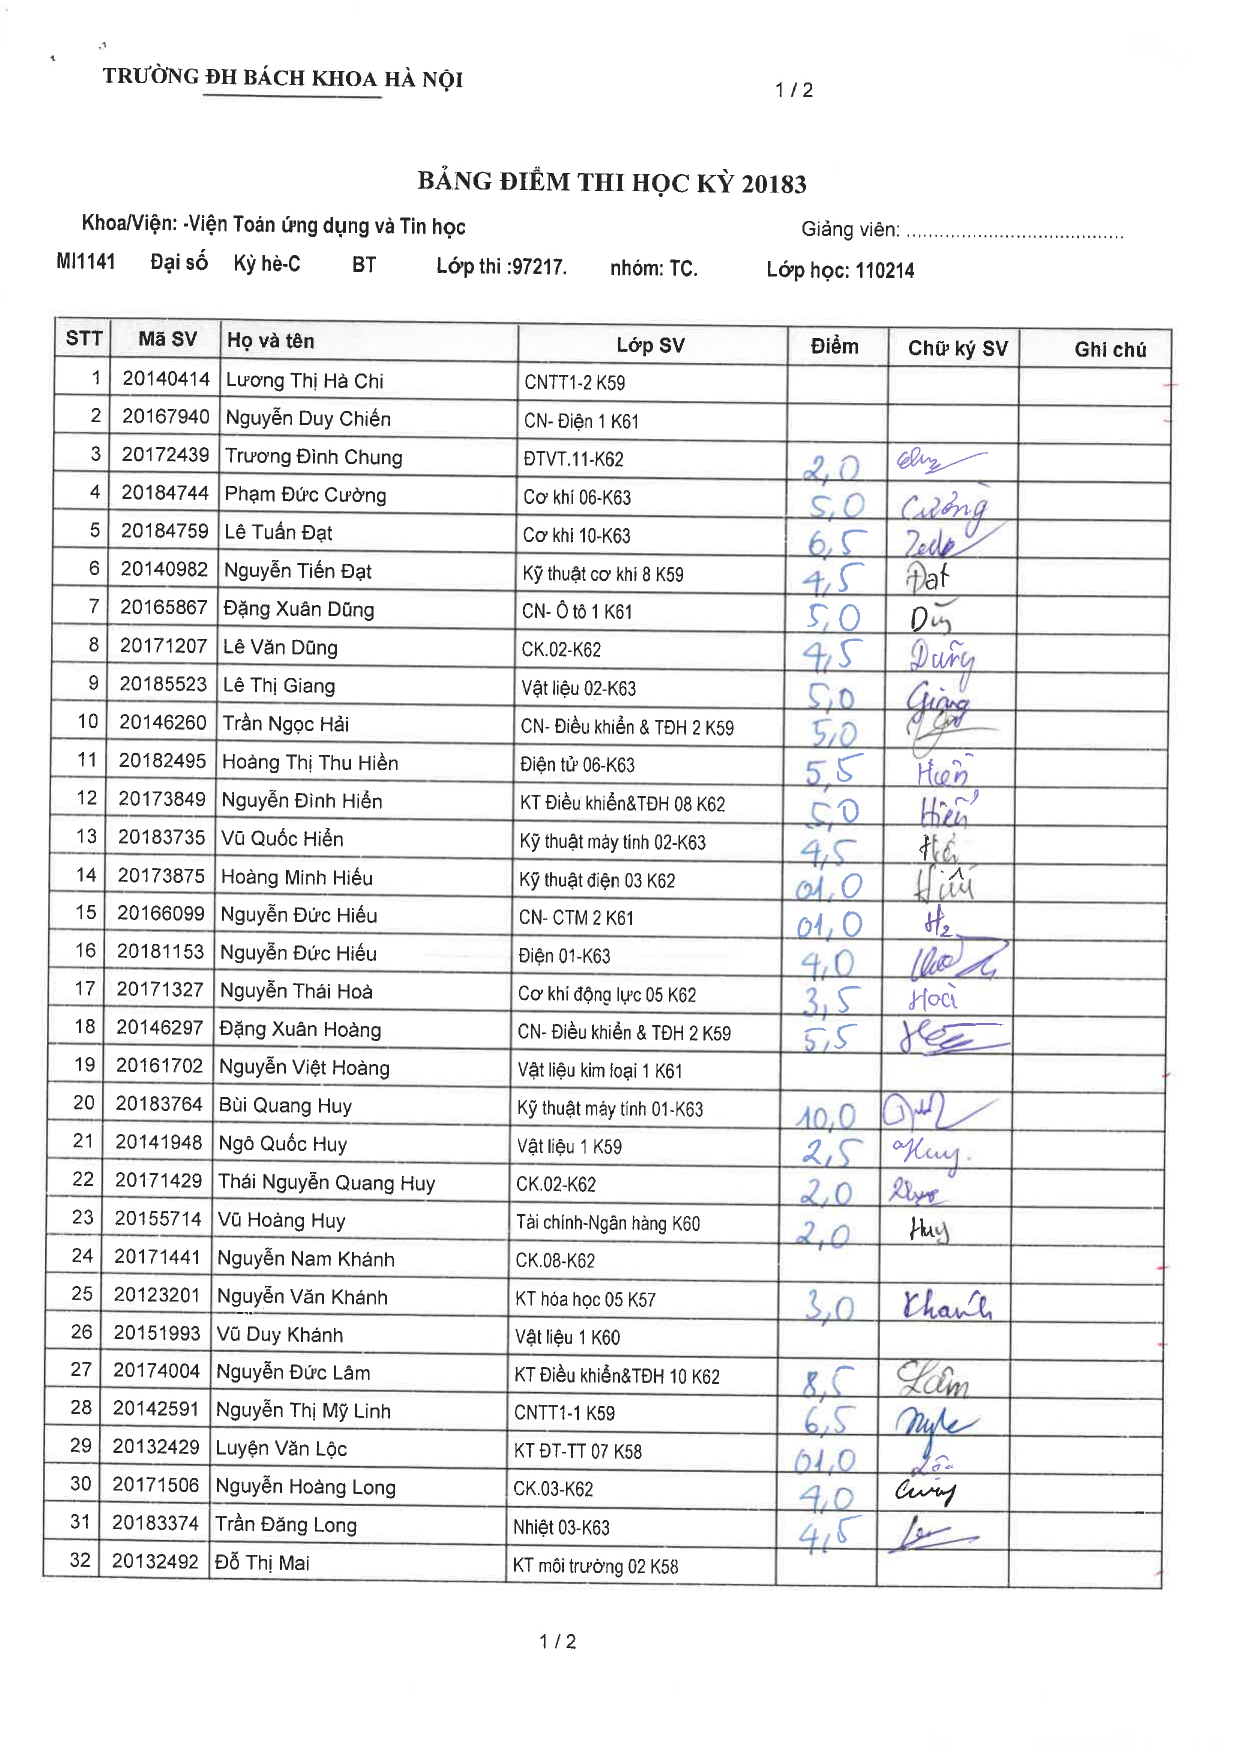 TRƯỜNG ĐH BÁCH KHOA HÀ NỘI
1 / 2
BẢNG ĐIỂM THI HỌC KỲ 20183
Khoa/Viện: -Viện Toán ứng dụng và Tin học Giảng viên: ........................................
MI1141 Đại số Kỳ hè-C BT Lớp thi :97217. nhóm: TC. Lớp học: 110214
STT Mã SV Họ và tên Lớp SV Điểm Chữ ký SV Ghi chú
1 20140414 Lương Thị Hà Chi CNTT1-2 K59
2 20167940 Nguyễn Duy Chiến CN- Điện 1 K61
3 20172439 Trương Đình Chung ĐTVT.11-K62 2,0
4 20184744 Phạm Đức Cường Cơ khí 06-K63 5,0 Cường
5 20184759 Lê Tuấn Đạt Cơ khí 10-K63 6,5
6 20140982 Nguyễn Tiến Đạt Kỹ thuật cơ khí 8 K59 4,5 Đạt
7 20165867 Đặng Xuân Dũng CN- Ô tô 1 K61 5,0
8 20171207 Lê Văn Dũng CK.02-K62 4,5 Dũng
9 20185523 Lê Thị Giang Vật liệu 02-K63 5,0 Giang
10 20146260 Trần Ngọc Hải CN- Điều khiển & TĐH 2 K59 5,0
11 20182495 Hoàng Thị Thu Hiền Điện tử 06-K63 5,5 Hiền
12 20173849 Nguyễn Đình Hiển KT Điều khiển&TĐH 08 K62 5,0 Hiển
13 20183735 Vũ Quốc Hiển Kỹ thuật máy tính 02-K63 4,5
14 20173875 Hoàng Minh Hiếu Kỹ thuật điện 03 K62 01,0
15 20166099 Nguyễn Đức Hiếu CN- CTM 2 K61 01,0
16 20181153 Nguyễn Đức Hiếu Điện 01-K63 4,0
17 20171327 Nguyễn Thái Hoà Cơ khí động lực 05 K62 3,5 Hoà
18 20146297 Đặng Xuân Hoàng CN- Điều khiển & TĐH 2 K59 5,5
19 20161702 Nguyễn Việt Hoàng Vật liệu kim loại 1 K61
20 20183764 Bùi Quang Huy Kỹ thuật máy tính 01-K63 10,0
21 20141948 Ngô Quốc Huy Vật liệu 1 K59 2,5 Huy
22 20171429 Thái Nguyễn Quang Huy CK.02-K62 2,0
23 20155714 Vũ Hoàng Huy Tài chính-Ngân hàng K60 2,0 Huy
24 20171441 Nguyễn Nam Khánh CK.08-K62
25 20123201 Nguyễn Văn Khánh KT hóa học 05 K57 3,0 Khanh
26 20151993 Vũ Duy Khánh Vật liệu 1 K60
27 20174004 Nguyễn Đức Lâm KT Điều khiển&TĐH 10 K62 8,5 Lâm
28 20142591 Nguyễn Thị Mỹ Linh CNTT1-1 K59 6,5
29 20132429 Luyện Văn Lộc KT ĐT-TT 07 K58 01,0
30 20171506 Nguyễn Hoàng Long CK.03-K62 4,0
31 20183374 Trần Đăng Long Nhiệt 03-K63 4,5
32 20132492 Đỗ Thị Mai KT môi trường 02 K58
1 / 2